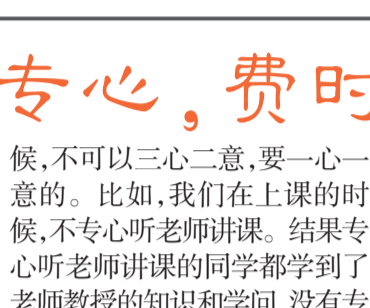 专心，费时
候，不可以三心二意，要一心一
意的。比如，我们在上课的时
候，不专心听老师讲课。结果专
心听老师讲课的同学都学到了
老师教授的知识和学问，没有专